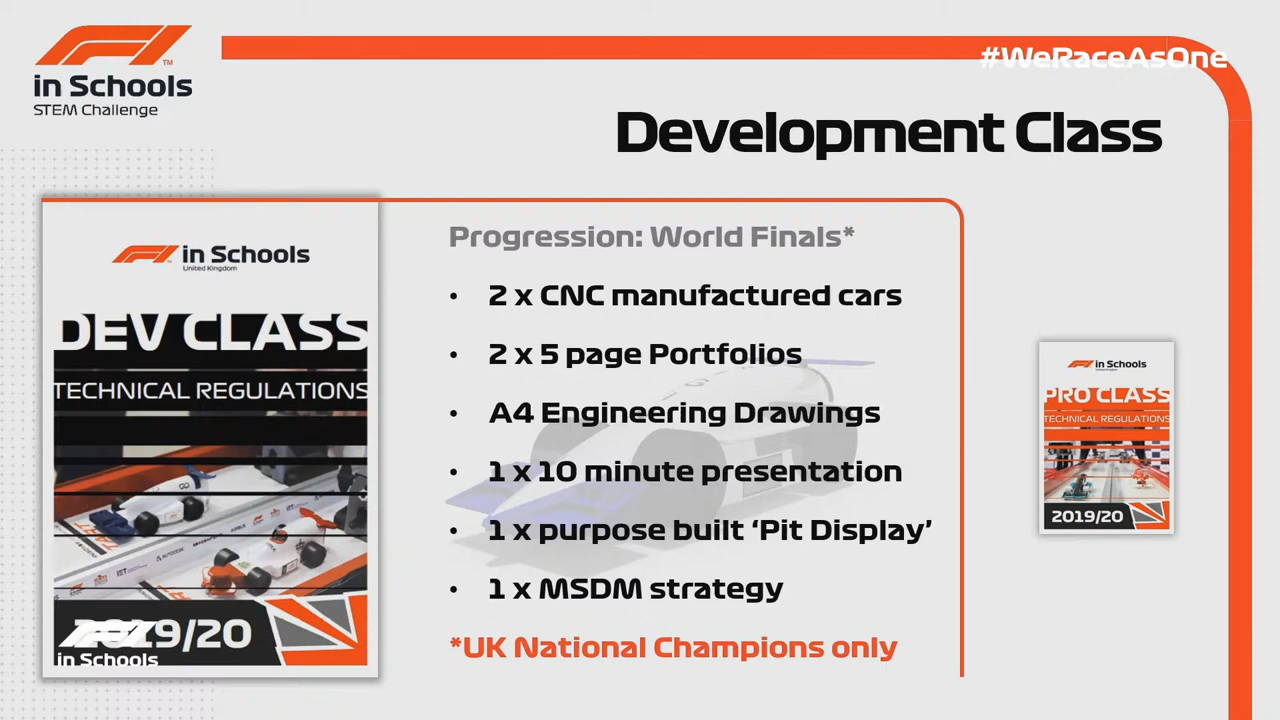 in Schools
STEM Challenge
#WeRaceAsOne
Development Class
in Schools
United Kingdom
DEV CLASS
TECHNICAL REGULATIONS
2019/20
in Schools
Progression: World Finals*
• 2 x CNC manufactured cars
• 2 x 5 page Portfolios
• A4 Engineering Drawings
• 1 x 10 minute presentation
• 1 x purpose built ‘Pit Display’
• 1 x MSDM strategy
*UK National Champions only
in Schools
PRO CLASS
TECHNICAL REGULATIONS
2019/20